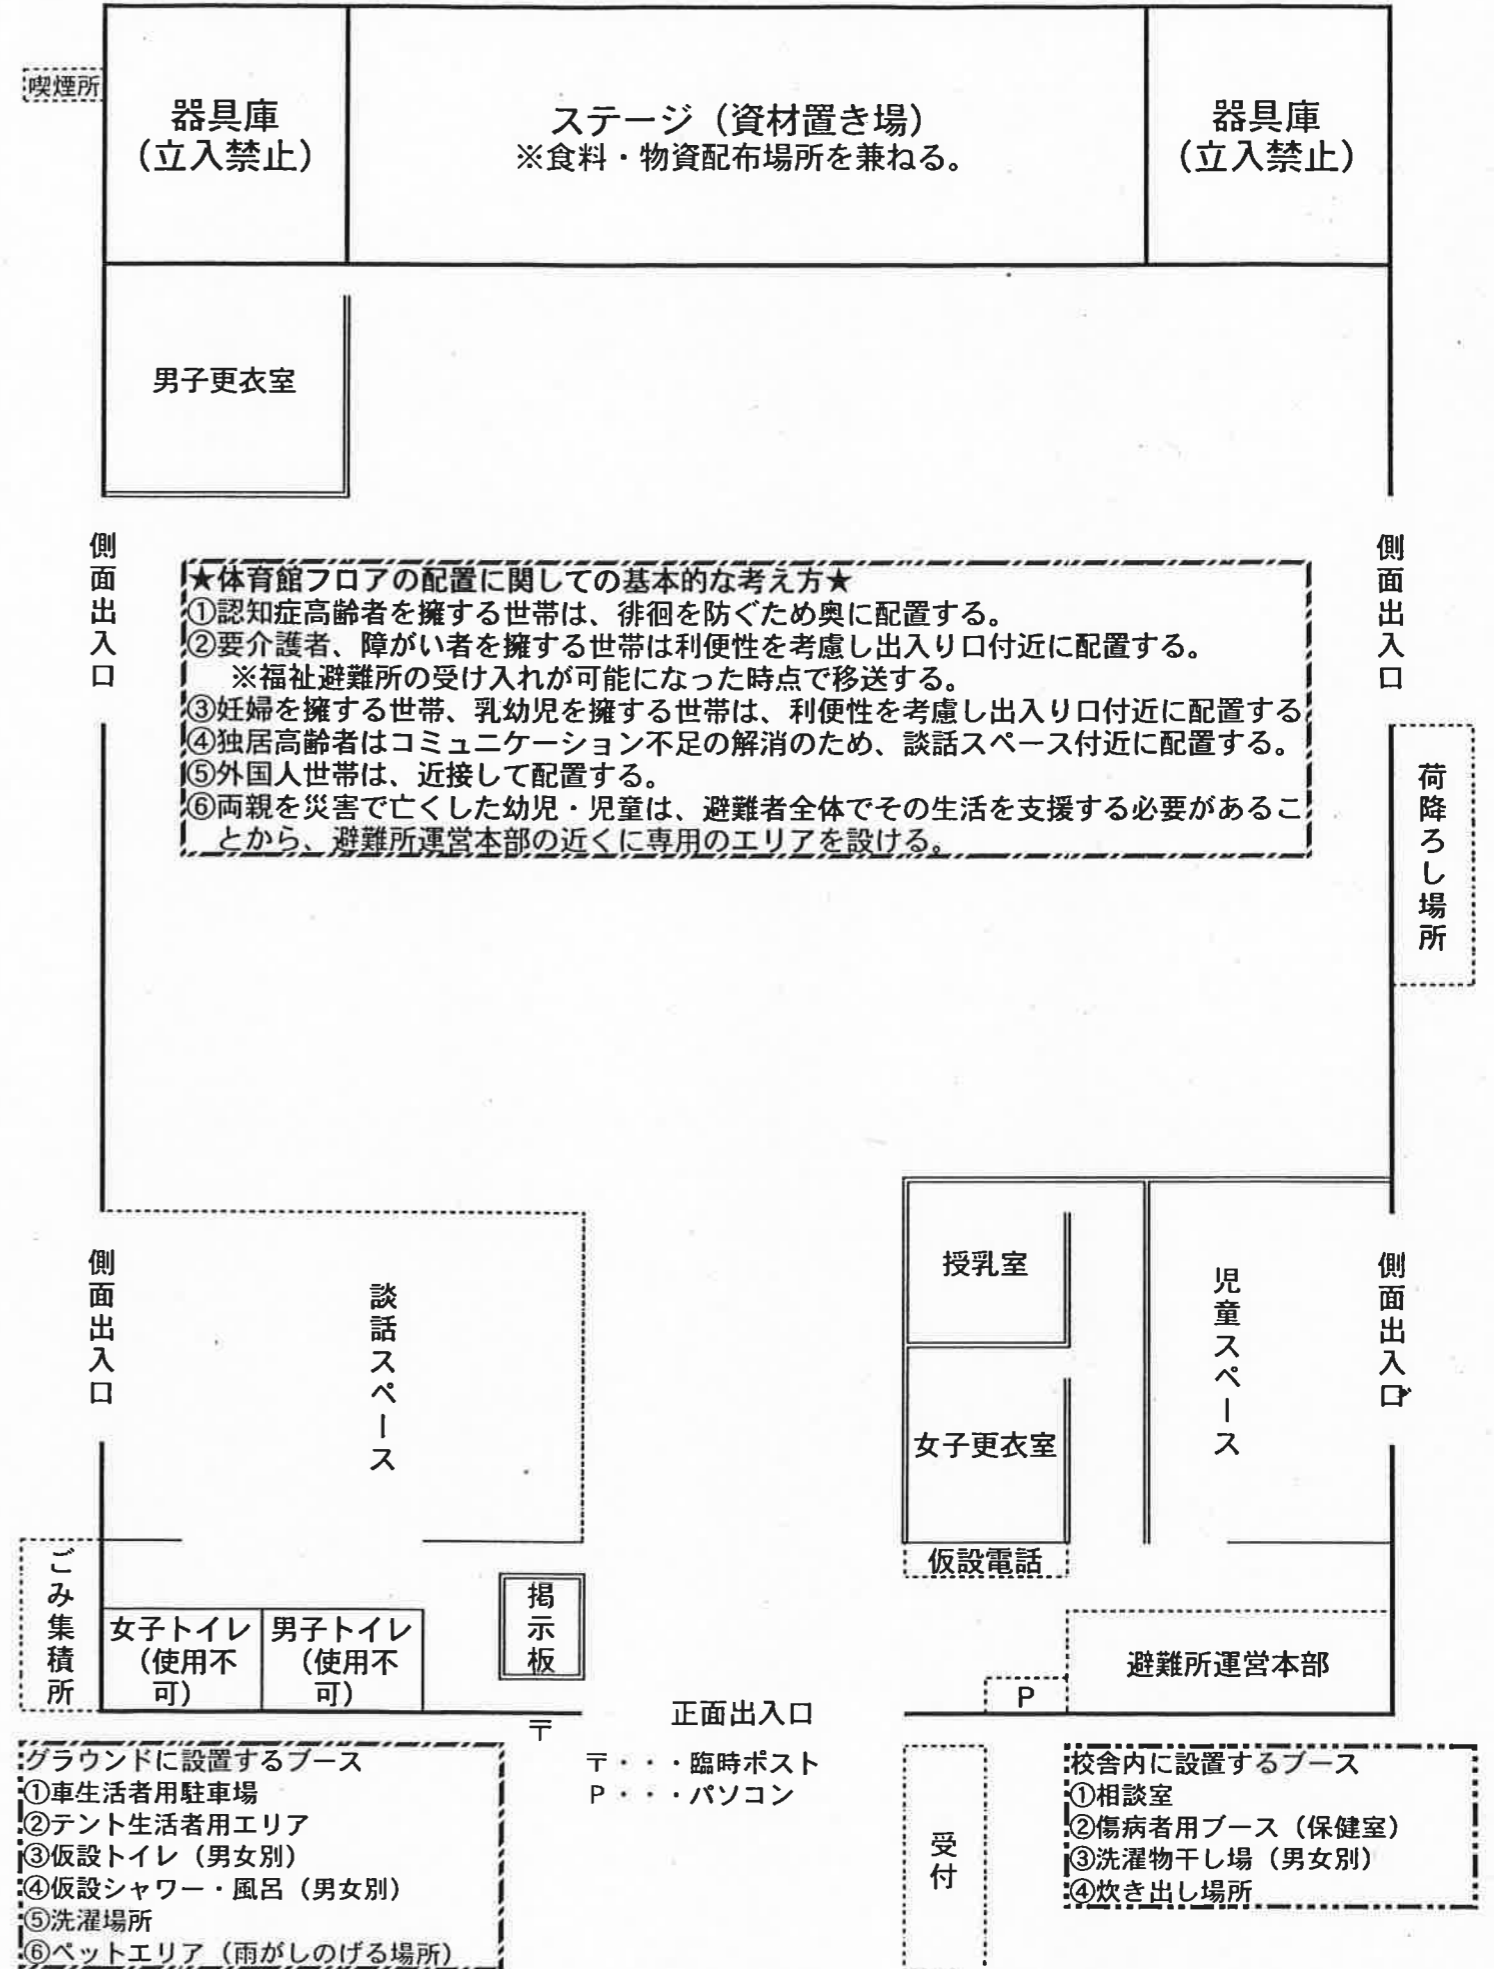 喫煙所
器具庫
（立入禁止）
ステージ（資材置き場）
※食料・物資配布場所を兼ねる。
器具庫
（立入禁止）
男子更衣室
側面出入口
側面出入口
★体育館フロアの配置に関しての基本的な考え方★
①認知症高齢者を擁する世帯は、徘徊を防ぐため奥に配置する。
②要介護者、障がい者を擁する世帯は利便性を考慮し出入り口付近に配置する。
※福祉避難所の受け入れが可能になった時点で移送する。
③妊婦を擁する世帯、乳幼児を擁する世帯は、利便性を考慮し出入り口付近に配置する
④独居高齢者はコミュニケーション不足の解消のため、談話スペース付近に配置する。
⑤外国人世帯は、近接して配置する。
⑥両親を災害で亡くした幼児・児童は、避難者全体でその生活を支援する必要があるこ
とから、避難所運営本部の近くに専用のエリアを設ける。
荷降ろし場所
側面出入口
談話スペース
授乳室
児童スペース
側面出入口
女子更衣室
仮設電話
ごみ集積所
女子トイレ
（使用不
可）
男子トイレ
（使用不
可）
掲示板
避難所運営本部
P
正面出入口
〒
〒・・・臨時ポスト
P・・・パソコン
グラウンドに設置するブース
①車生活者用駐車場
②テント生活者用エリア
③仮設トイレ（男女別）
④仮設シャワー・風呂（男女別）
⑤洗濯場所
⑥ペットエリア（雨がしのげる場所）
受付
校舎内に設置するブース
①相談室
②傷病者用ブース（保健室）
③洗濯物干し場（男女別）
④炊き出し場所